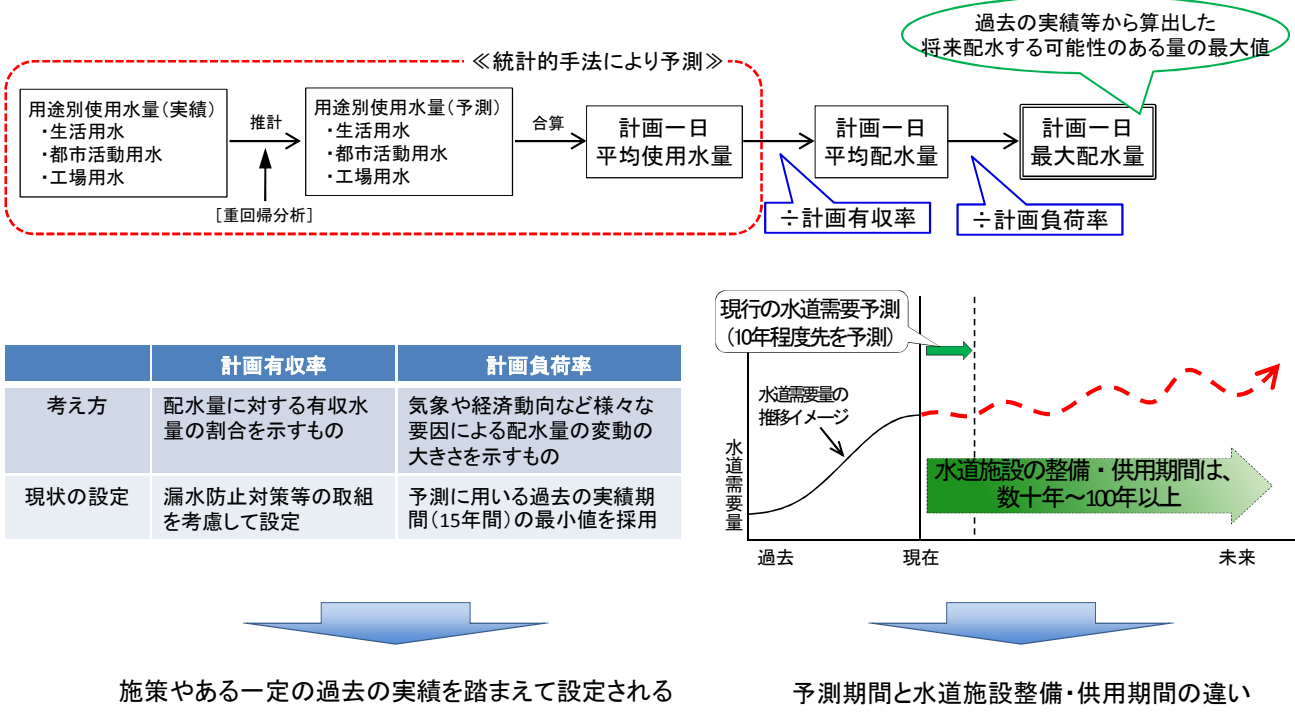 過去の実績等から算出した
将来配水する可能性のある量の最大値
≪統計的手法により予測≫
用途別使用水量(実績)
・生活用水
・都市活動用水
・工場用水
推計
[重回帰分析]
用途別使用水量(予測)
・生活用水
・都市活動用水
・工場用水
合算
計画一日
平均使用水量
計画一日
平均配水量
計画一日
最大配水量
÷計画有収率
÷計画負荷率
計画有収率
計画負荷率
考え方
配水量に対する有収水
量の割合を示すもの
気象や経済動向など様々な
要因による配水量の変動の
大きさを示すもの
現状の設定
漏水防止対策等の取組
を考慮して設定
予測に用いる過去の実績期
間(15年間)の最小値を採用
現行の水道需要予測
(10年程度先を予測)
水道需要量の
推移イメージ
水道需要量
水道施設の整備・供用期間は、
数十年～100年以上
過去
現在
未来
施策やある一定の過去の実績を踏まえて設定される
予測期間と水道施設整備・供用期間の違い